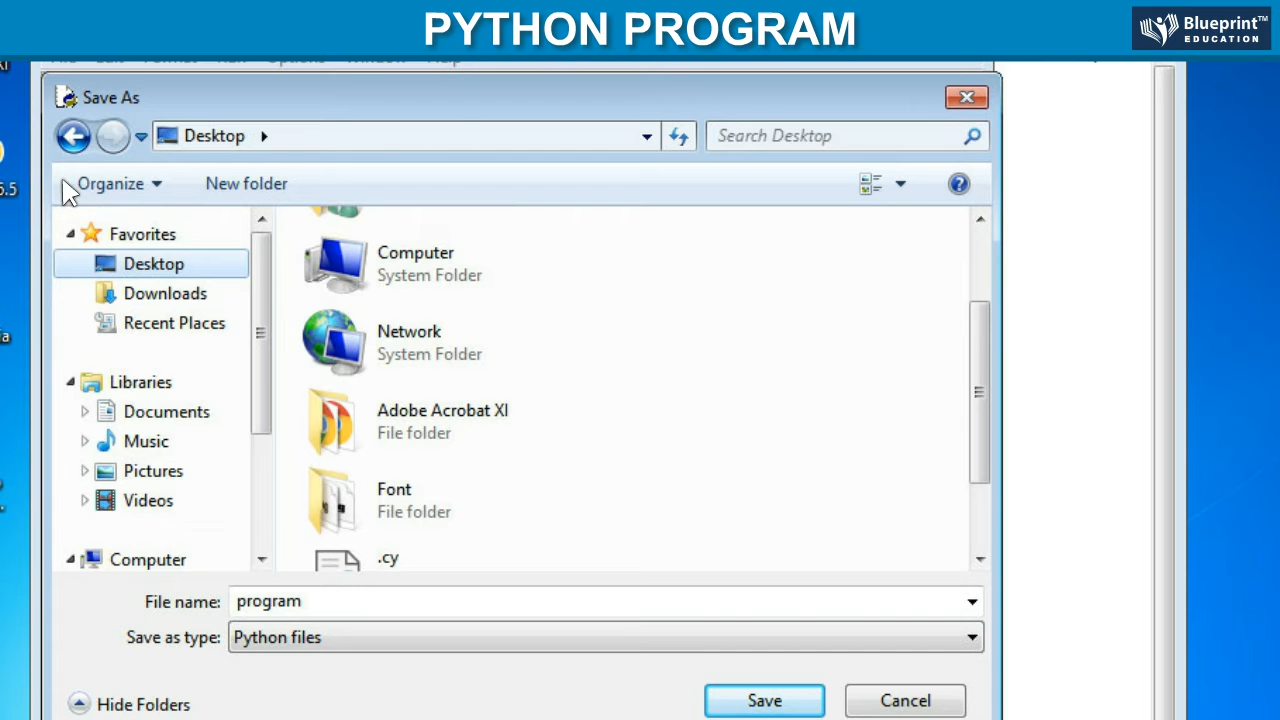 PYTHON PROGRAM
Blueprint™
EDUCATION
Save As
Desktop
Search Desktop
Organize
New folder
Favorites
Desktop
Downloads
Recent Places
Libraries
Documents
Music
Pictures
Videos
Computer
Computer
System Folder
Network
System Folder
Adobe Acrobat XI
File folder
Font
File folder
.cy
File name: program
Save as type: Python files
Hide Folders
Save
Cancel
6.5